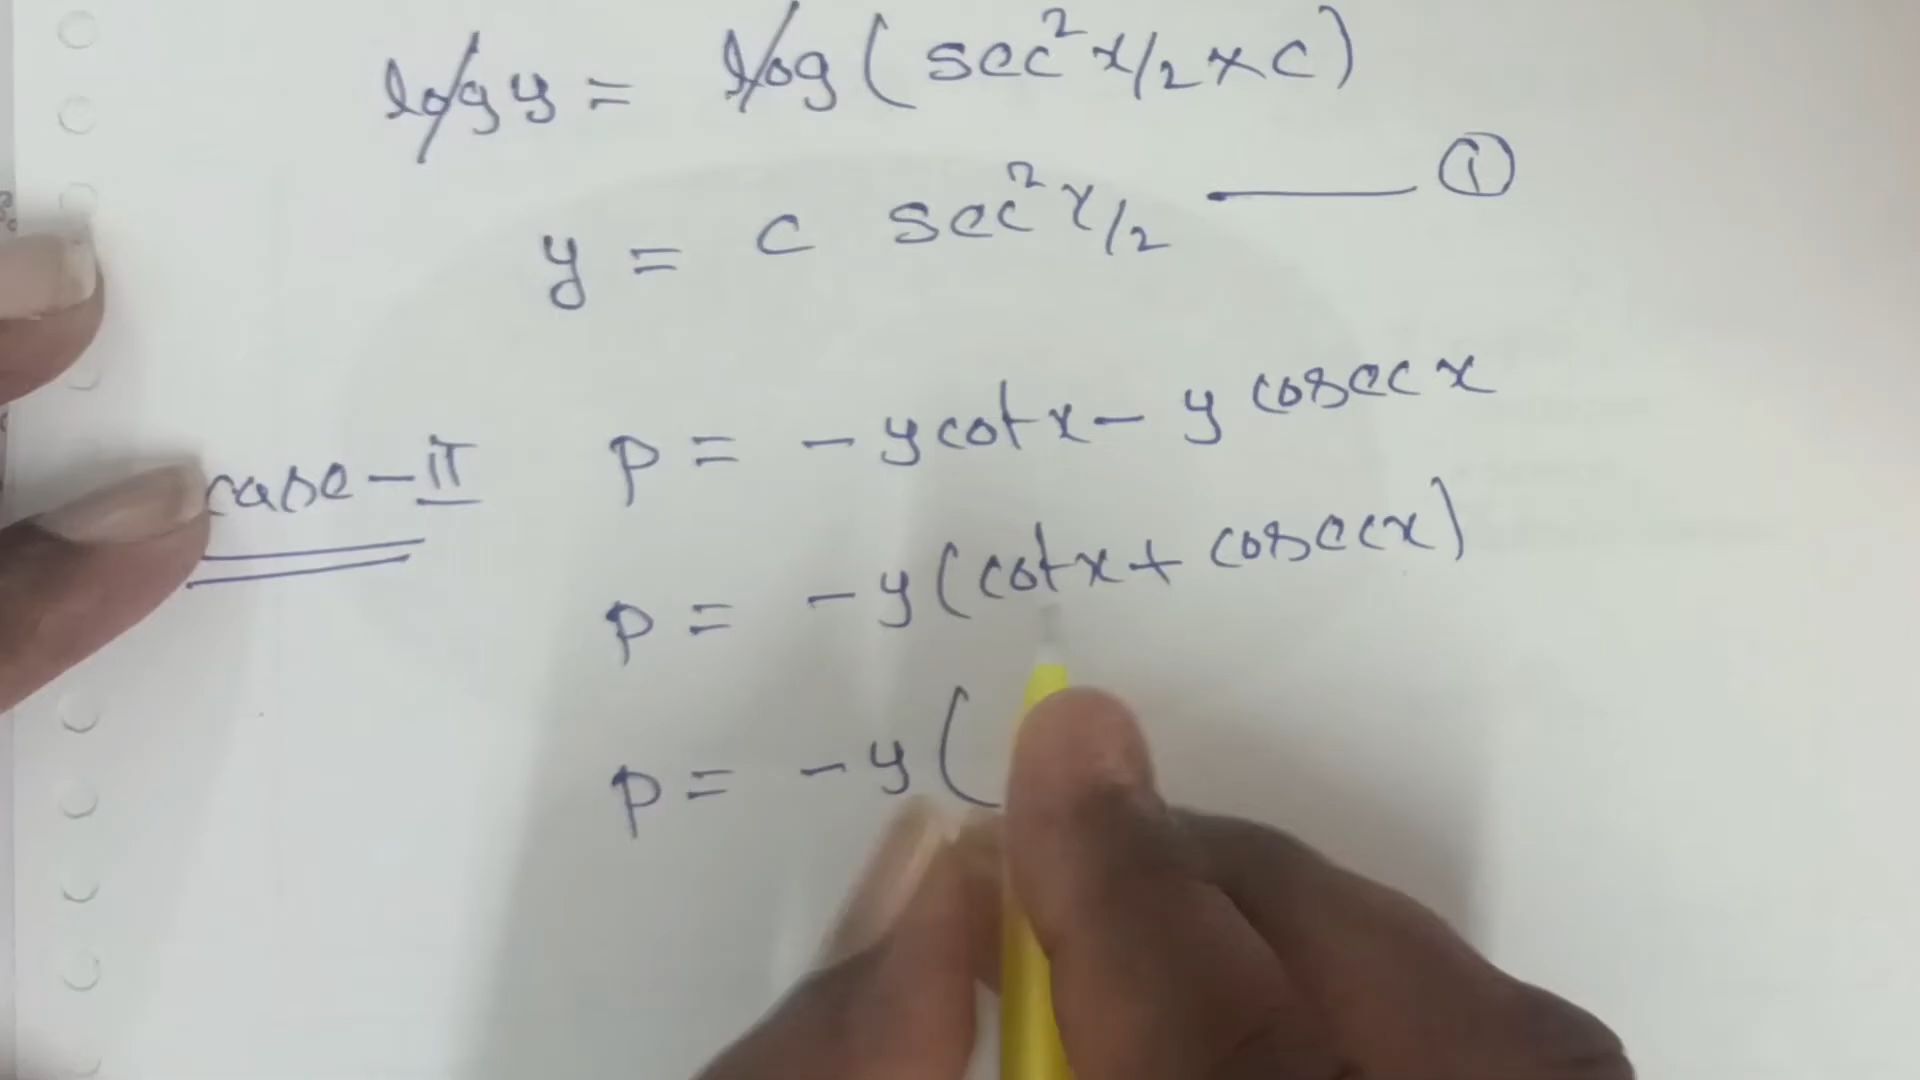 log y = log ( sec² x/2 × c )
y = c sec² x/2 ——— ①
case-II p = - y cot x - y cosec x
p = - y ( cot x + cosec x )
p = - y (